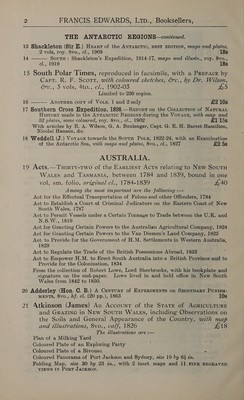 2 FRANCIS EDWARDS, LTD., Booksellers,
THE ANTARCTIC REGIONS—continued.
13 Shackleton (Sir E.) HEART OF THE ANTARCTIC, BEST EDITION, maps and plates,
2 vols, roy. 8vo., cl., 1909 18s
14 —— SOUTH: Shackleton's Expedition, 1914-17, maps and illusts., roy. 8vo.,
cl., 1919 18s
15 South Polar Times, reproduced in facsimile, with a PREFACE by
CAPT. R. F. SCOTT, with coloured sketches, &c., by Dr. Wilson,
&c., 3 vols, 4to., cl., 1902-03 £5
Limited to 250 copies.
16 —— ANOTHER OUT OF VOLS. 1 and 2 only £2 10s
17 Southern Cross Expedition, 1898 — REPORT ON THE COLLECTION OF NATURAL
HISTORY made in the ANTARCTIC REGIONS during the VOYAGE, with map and
53 plates, some coloured, roy. 8vo., cl., 1902 £1 15s
With articles by R. A. Wilson, G. A. Boulenger, Capt. G. E. H. Barret-Hamilton,
Nicolai Hanson, &c.
18 Weddell (J.) VOYAGE towards the SOUTH POLE, 1822-24, with an Examination
of the Antarctic Sea, with maps and plates, 8vo., cl., 1827 £2 2s
AUSTRALIA.
19 Acts.—THIRTY-TWO of the EARLIEST ACTS relating to NEW SOUTH
WALES and TASMANIA, between 1784 and 1839, bound in one
vol. sm. folio, original cl., 1784-1839 £40
Among the most important are the following:—
Act for the Effectual Transportation of Felons and other Offenders, 1784
Act to Establish a Court of Criminal Judicature on the Eastern Coast of New
South Wales, 1787
Act to Permit Vessels under a Certain Tonnage to Trade between the U.K. and
N.S.W., 1819
Act for Granting Certain Powers to the Australian Agricultural Company, 1824
Act for Granting Certain Powers to the Van Diemen's Land Company, 1825
Act to Provide for the Government of H.M. Settlements in Western Australia,
1829
Act to Regulate the Trade of the British Possessions Abroad, 1833
Act to Empower H.M. to Erect South Australia into a British Province and to
Provide for the Colonization, 1834
From the collection of Robert Lowe, Lord Sherbrooke, with his bookplate and
signature on the end-paper. Lowe lived in and held office in New South
Wales from 1842 to 1850.
20 Adderley (Hon. C. B.) A CENTURY OF EXPERIMENTS ON SECONDARY PUNISH-
MENTS, 8vo., hf. cl. (20 pp.), 1863 10s
21 Atkinson (James) AN ACCOUNT OF THE STATE OF AGRICULTURE
AND GRAZING IN NEW SOUTH WALES, including Observations on
the Soils and General Appearance of the Country, with map
and illustrations, 8vo., calf, 1826 £18
The illustrations are:—
Plan of a Milking Yard
Coloured Plate of an Exploring Party
Coloured Plate of a Bivouac
Coloured Panorama of Port Jackson and Sydney, size 19 by 6½ in.
Folding Map, size 30 by 23 in., with 2 inset maps and 11 FINE ENGRAVED
VIEWS IN PORT JACKSON.